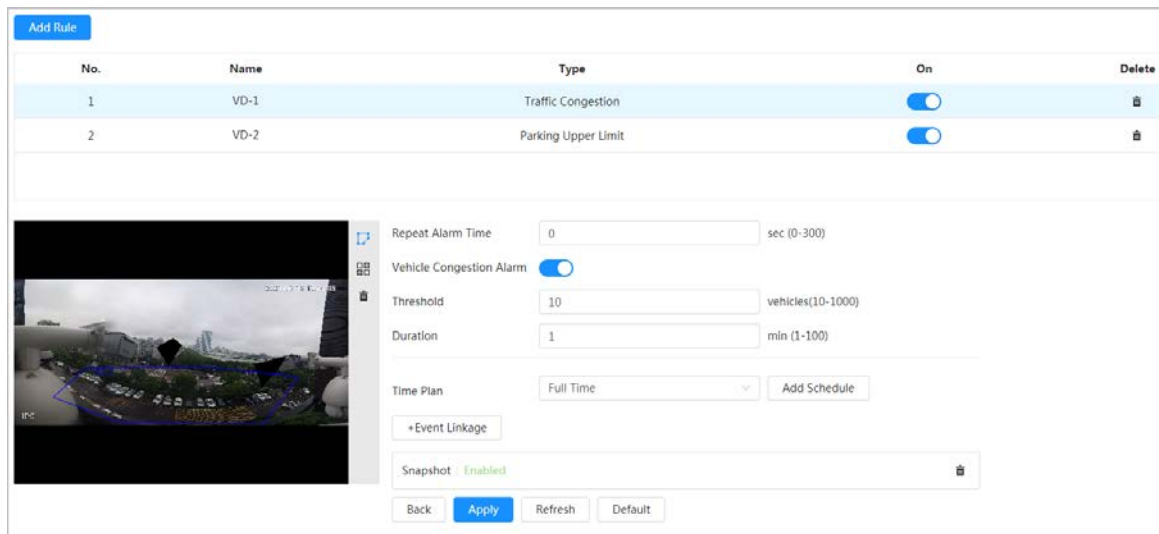 Add Rule
No. Name Type On Delete
1 VD-1 Traffic Congestion
2 VD-2 Parking Upper Limit
Repeat Alarm Time 0 sec (0-300)
Vehicle Congestion Alarm
Threshold 10 vehicles(10-1000)
Duration 1 min (1-100)
Time Plan Full Time Add Schedule
+Event Linkage
IPC
Snapshot Enabled
Back Apply Refresh Default